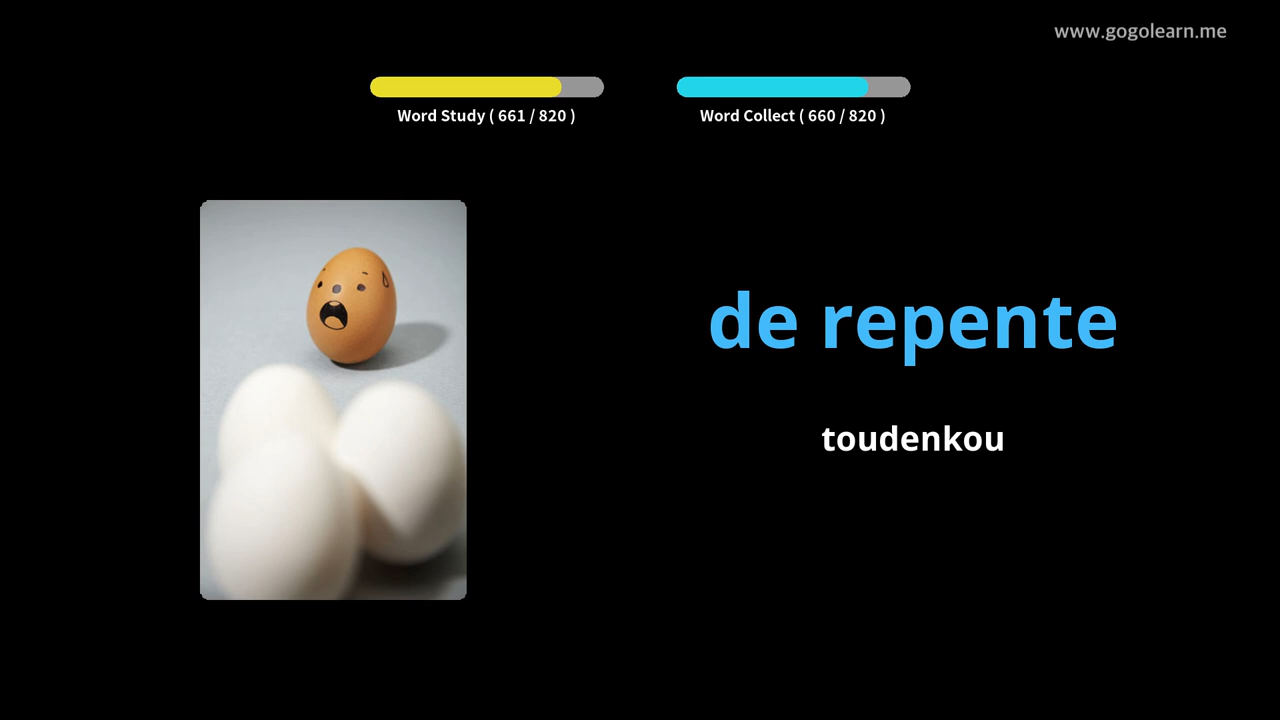 www.gogolearn.me
Word Study ( 661 / 820 )
Word Collect ( 660 / 820 )
de repente
toudenkou